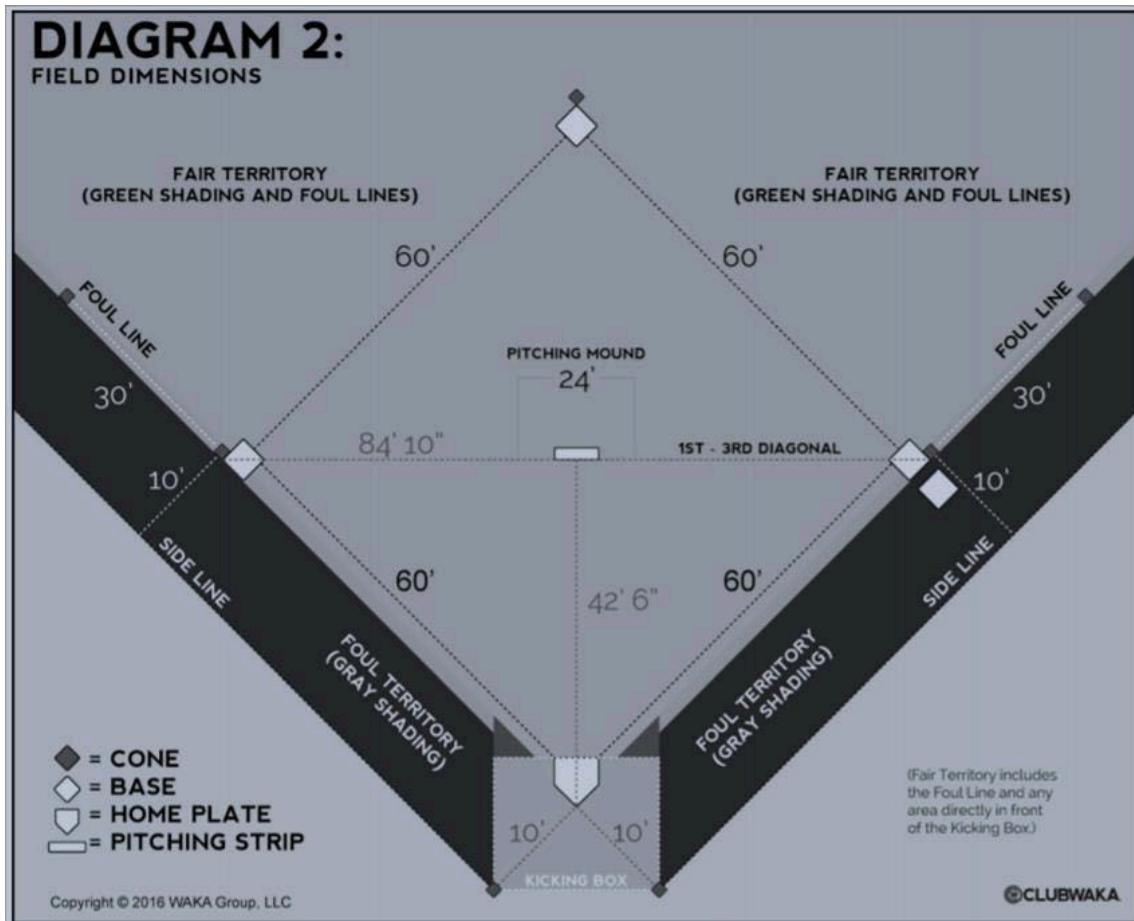 DIAGRAM 2:
FIELD DIMENSIONS
FAIR TERRITORY
(GREEN SHADING AND FOUL LINES)
FAIR TERRITORY
(GREEN SHADING AND FOUL LINES)
60'
60'
FOUL LINE
FOUL LINE
PITCHING MOUND
24'
30'
30'
84' 10"
1ST - 3RD DIAGONAL
10'
10'
SIDE LINE
SIDE LINE
60'
60'
42' 6"
FOUL TERRITORY
(GRAY SHADING)
FOUL TERRITORY
(GRAY SHADING)
= CONE
= BASE
= HOME PLATE
= PITCHING STRIP
(Fair Territory includes
the Foul Line and any
area directly in front
of the Kicking Box.)
10'
10'
KICKING BOX
Copyright © 2016 WAKA Group, LLC
CLUBWAKA